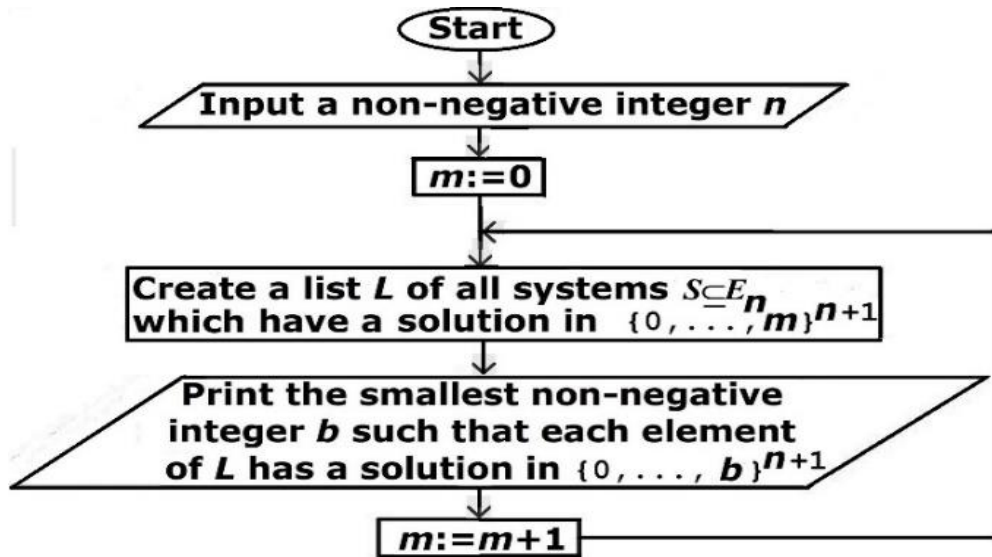 Start
Input a non-negative integer n
m:=0
Create a list L of all systems S⊆Eₙ
which have a solution in {0,...,m}ⁿ⁺¹
Print the smallest non-negative
integer b such that each element
of L has a solution in {0,..., b}ⁿ⁺¹
m:=m+1